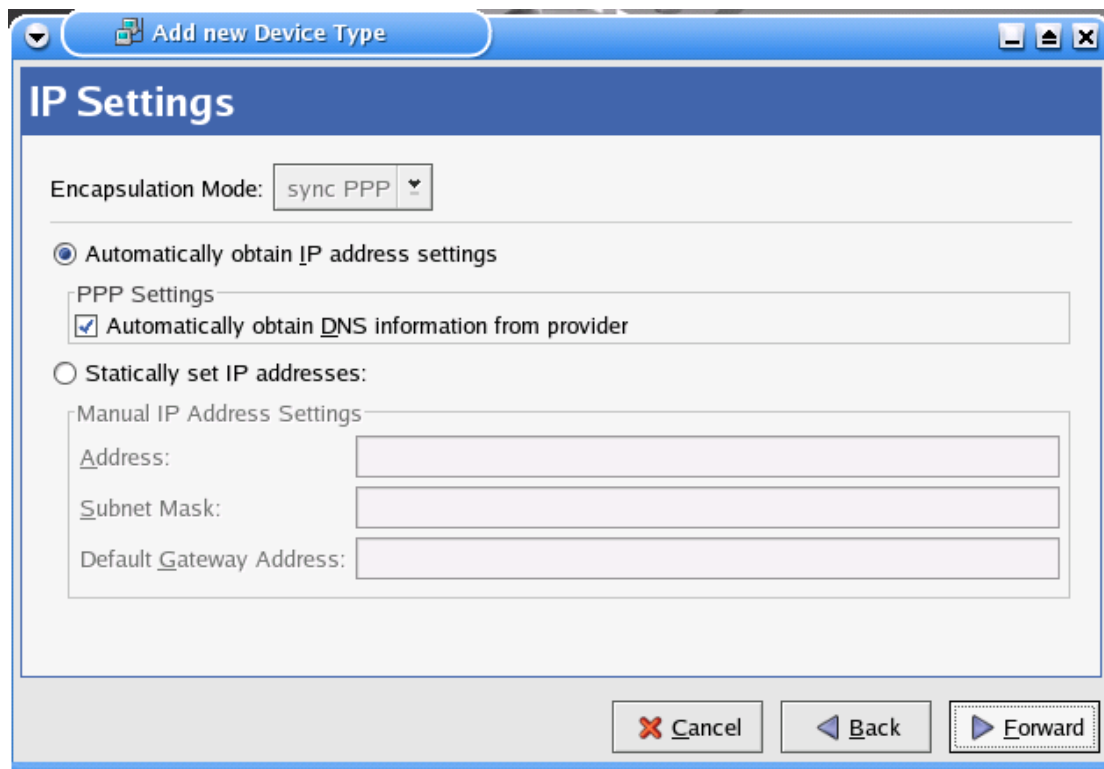 Add new Device Type
IP Settings
Encapsulation Mode: sync PPP
Automatically obtain IP address settings
PPP Settings
Automatically obtain DNS information from provider
Statically set IP addresses:
Manual IP Address Settings
Address:
Subnet Mask:
Default Gateway Address:
Cancel Back Forward